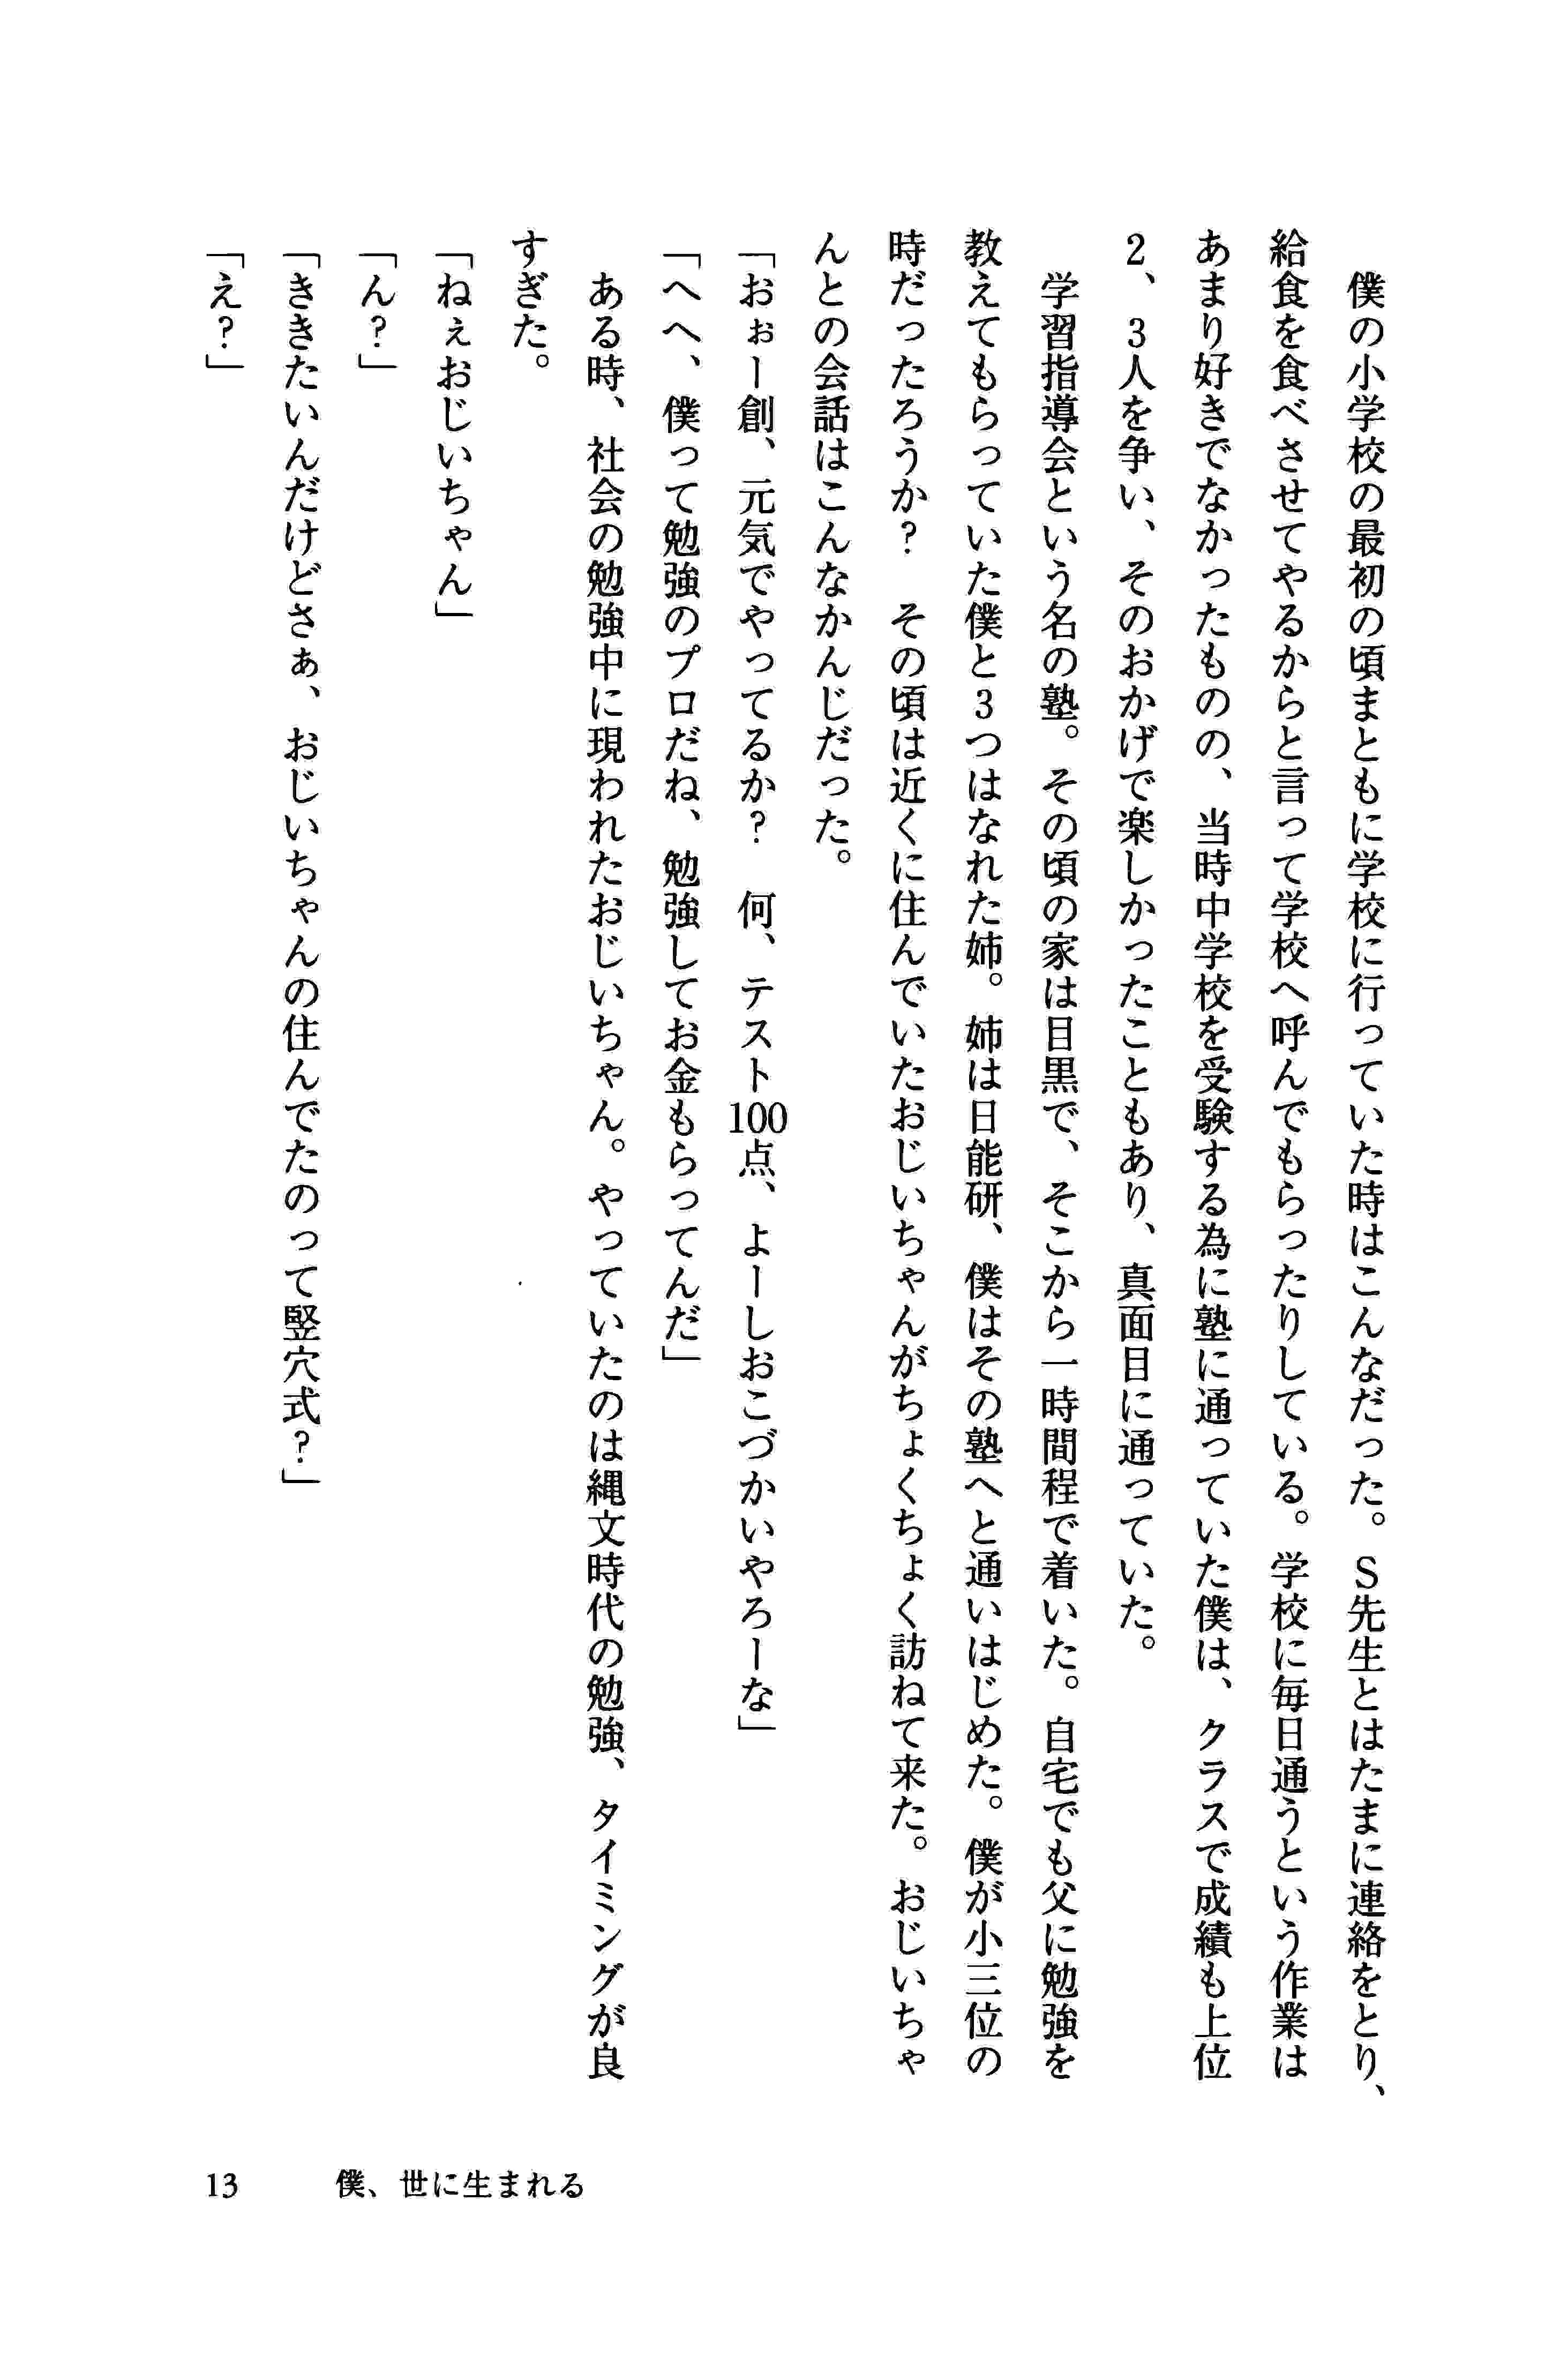 僕の小学校の最初の頃まともに学校に行っていた時はこんなだった。S先生とはたまに連絡をとり、
給食を食べさせてやるからと言って学校へ呼んでもらったりしている。学校に毎日通うという作業は
あまり好きでなかったものの、当時中学校を受験する為に塾に通っていた僕は、クラスで成績も上位
2、3人を争い、そのおかげで楽しかったこともあり、真面目に通っていた。
学習指導会という名の塾。その頃の家は目黒で、そこから一時間程で着いた。自宅でも父に勉強を
教えてもらっていた僕と3つはなれた姉。姉は日能研、僕はその塾へと通いはじめた。僕が小三位の
時だったろうか?　その頃は近くに住んでいたおじいちゃんがちょくちょく訪ねて来た。おじいちゃ
んとの会話はこんなかんじだった。
「おぉー創、元気でやってるか?　何、テスト100点、よーしおこづかいやろーな」
「へへ、僕って勉強のプロだね、勉強してお金もらってんだ」
ある時、社会の勉強中に現われたおじいちゃん。やっていたのは縄文時代の勉強、タイミングが良
すぎた。
「ねぇおじいちゃん」
「ん?」
「ききたいんだけどさぁ、おじいちゃんの住んでたのって竪穴式?」
「え?」
13　僕、世に生まれる